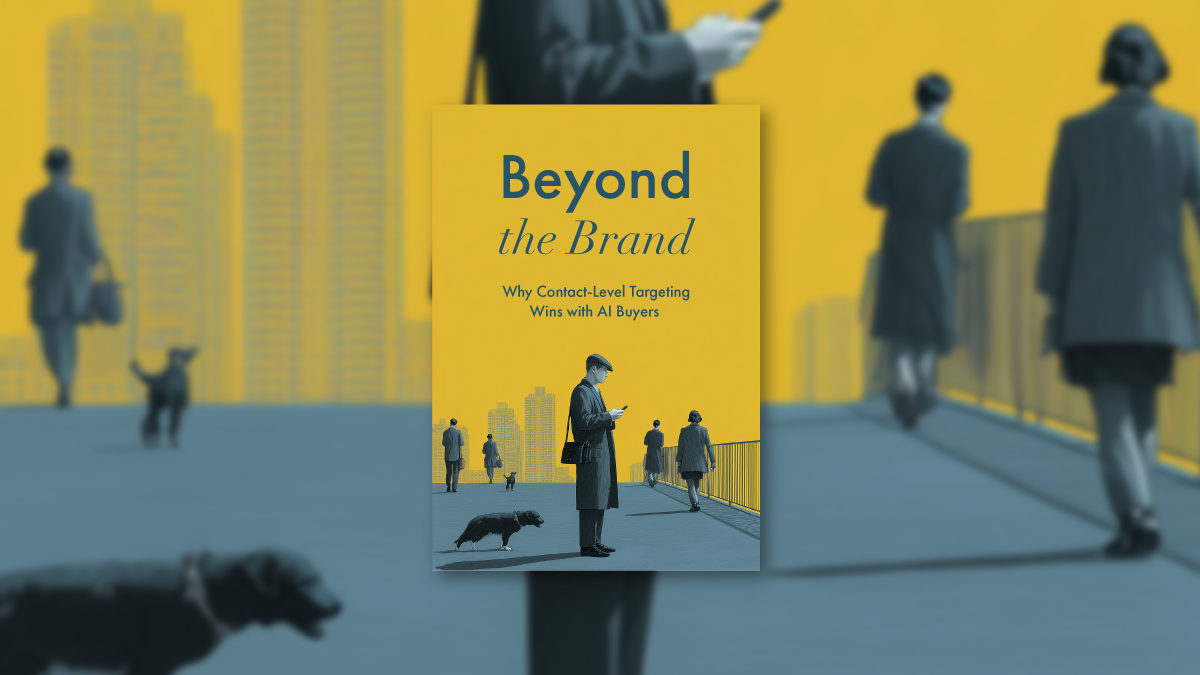 Beyond
the Brand
Why Contact-Level Targeting
Wins with AI Buyers